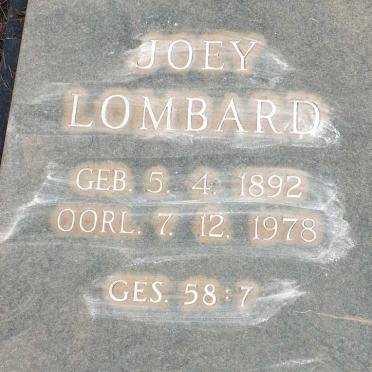 JOEY
LOMBARD
GEB. 5. 4. 1892
OORL. 7. 12. 1978
GES. 58:7